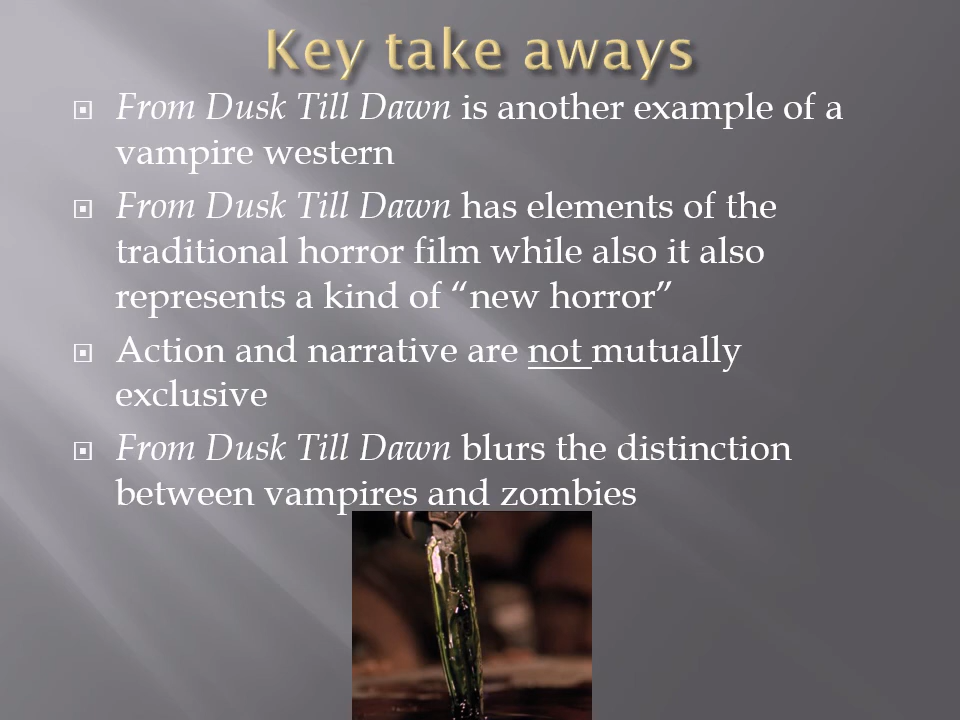 Key take aways
From Dusk Till Dawn is another example of a
vampire western
From Dusk Till Dawn has elements of the
traditional horror film while also it also
represents a kind of “new horror”
Action and narrative are not mutually
exclusive
From Dusk Till Dawn blurs the distinction
between vampires and zombies